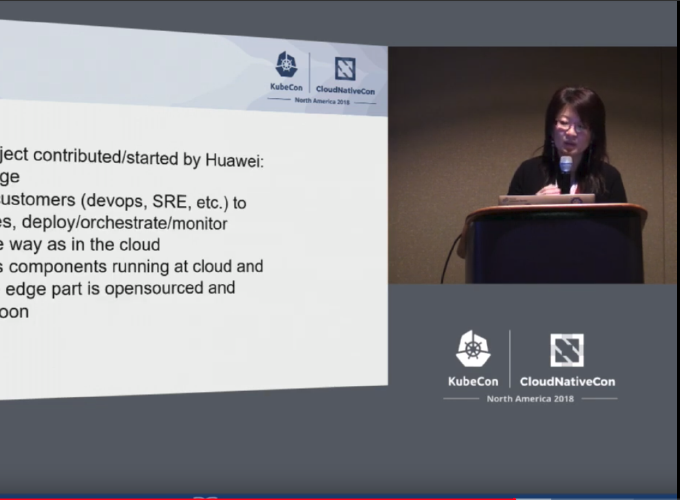 KubeCon
CloudNativeCon
North America 2018
ject contributed/started by Huawei:
ge
ustomers (devops, SRE, etc.) to
es, deploy/orchestrate/monitor
e way as in the cloud
s components running at cloud and
edge part is opensourced and
oon
KubeCon
CloudNativeCon
North America 2018